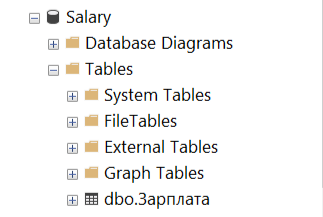 Salary
Database Diagrams
Tables
System Tables
FileTables
External Tables
Graph Tables
dbo.Зарплата